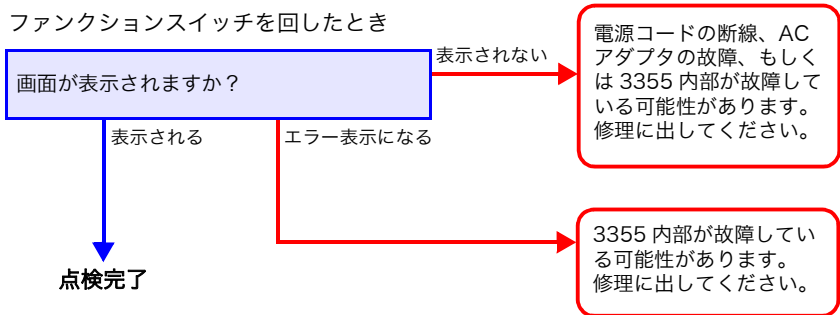 ファンクションスイッチを回したとき
画面が表示されますか？
表示されない
電源コードの断線、AC
アダプタの故障、もしく
は 3355 内部が故障して
いる可能性があります。
修理に出してください。
表示される
エラー表示になる
3355 内部が故障してい
る可能性があります。
修理に出してください。
点検完了